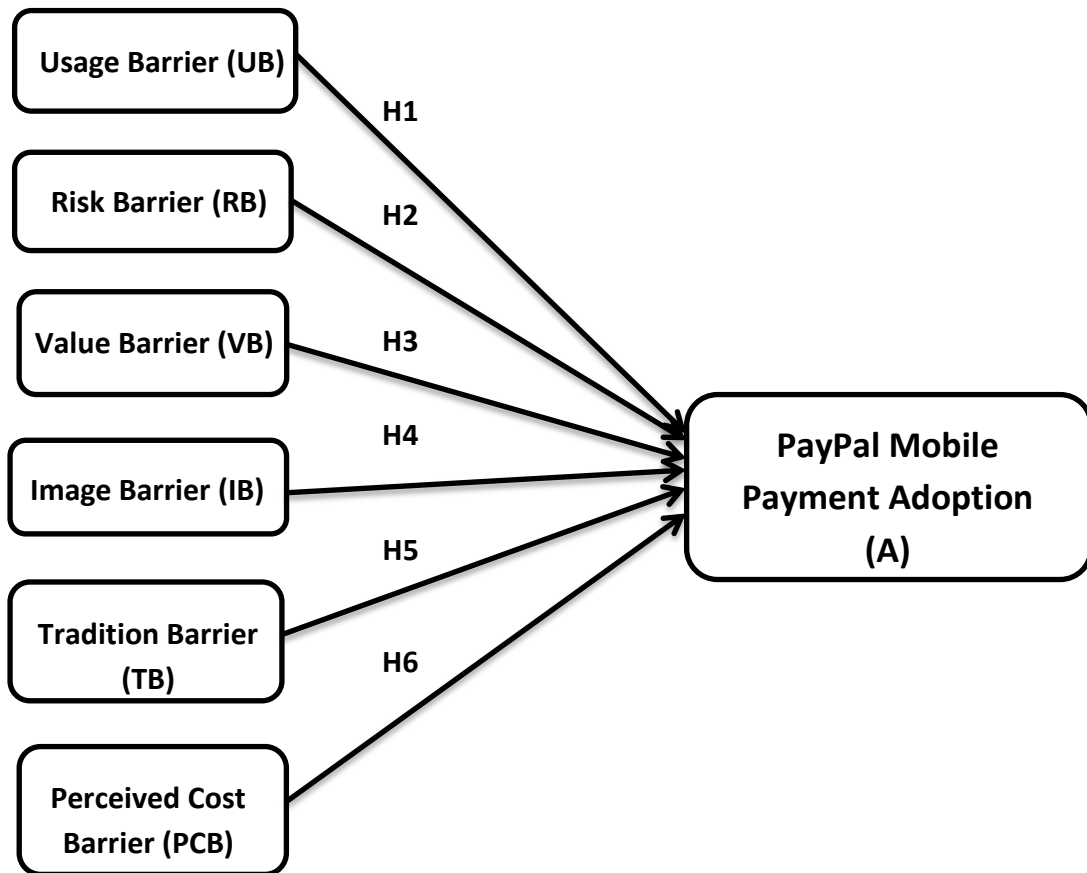 Usage Barrier (UB)
H1
Risk Barrier (RB)
H2
Value Barrier (VB)
H3
PayPal Mobile
Payment Adoption
(A)
H4
Image Barrier (IB)
H5
Tradition Barrier
(TB)
H6
Perceived Cost
Barrier (PCB)